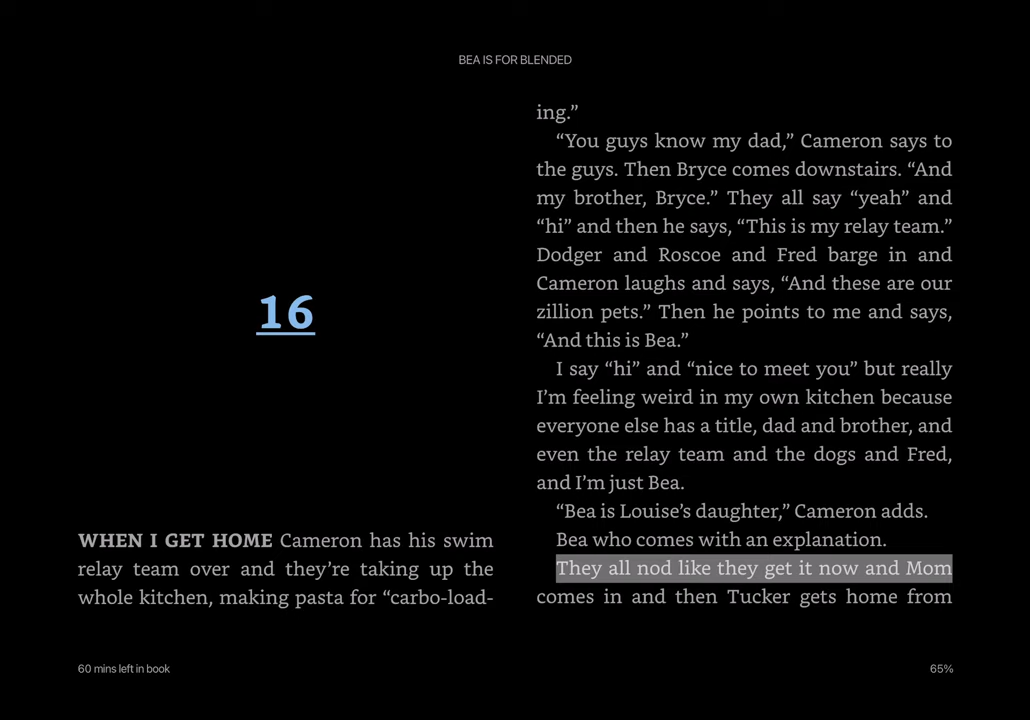 BEA IS FOR BLENDED
16
WHEN I GET HOME Cameron has his swim
relay team over and they’re taking up the
whole kitchen, making pasta for “carbo-load-
ing.”
“You guys know my dad,” Cameron says to
the guys. Then Bryce comes downstairs. “And
my brother, Bryce.” They all say “yeah” and
“hi” and then he says, “This is my relay team.”
Dodger and Roscoe and Fred barge in and
Cameron laughs and says, “And these are our
zillion pets.” Then he points to me and says,
“And this is Bea.”
I say “hi” and “nice to meet you” but really
I’m feeling weird in my own kitchen because
everyone else has a title, dad and brother, and
even the relay team and the dogs and Fred,
and I’m just Bea.
“Bea is Louise’s daughter,” Cameron adds.
Bea who comes with an explanation.
They all nod like they get it now and Mom
comes in and then Tucker gets home from
60 mins left in book
65%